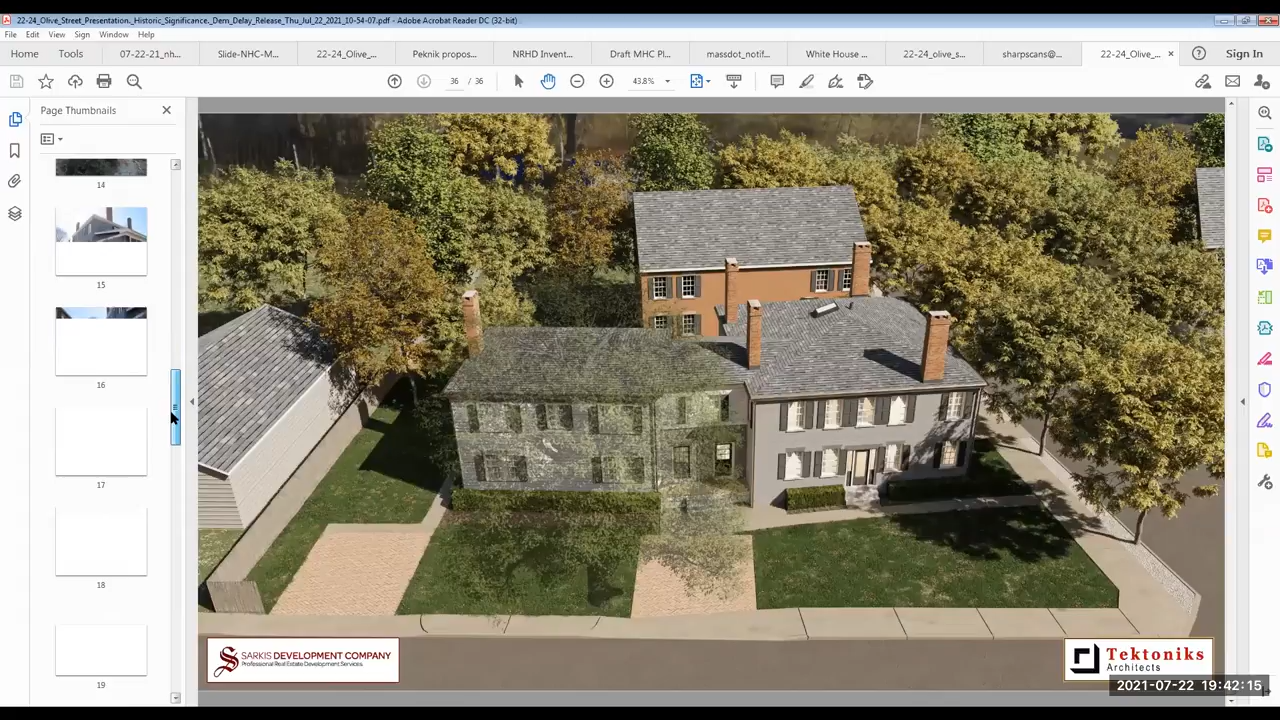 22-24_Olive_Street_Presentation._Historic_Significance._Dem_Delay_Release_Thu_Jul_22_2021_10-54-07.pdf - Adobe Acrobat Reader DC (32-bit)
File Edit View Sign Window Help
Home Tools 07-22-21_nh... Slide-NHC-M... 22-24_Olive_... Peknik propos... NRHD Invent... Draft MHC Pl... massdot_notif... White House ... 22-24_olive_s... sharpscans@... 22-24_Olive_... × Sign In
36 / 36 43.8%
Page Thumbnails
14
15
16
17
18
19
SARKIS DEVELOPMENT COMPANY
Professional Real Estate Development Services.
Tektoniks
Architects
2021-07-22 19:42:15